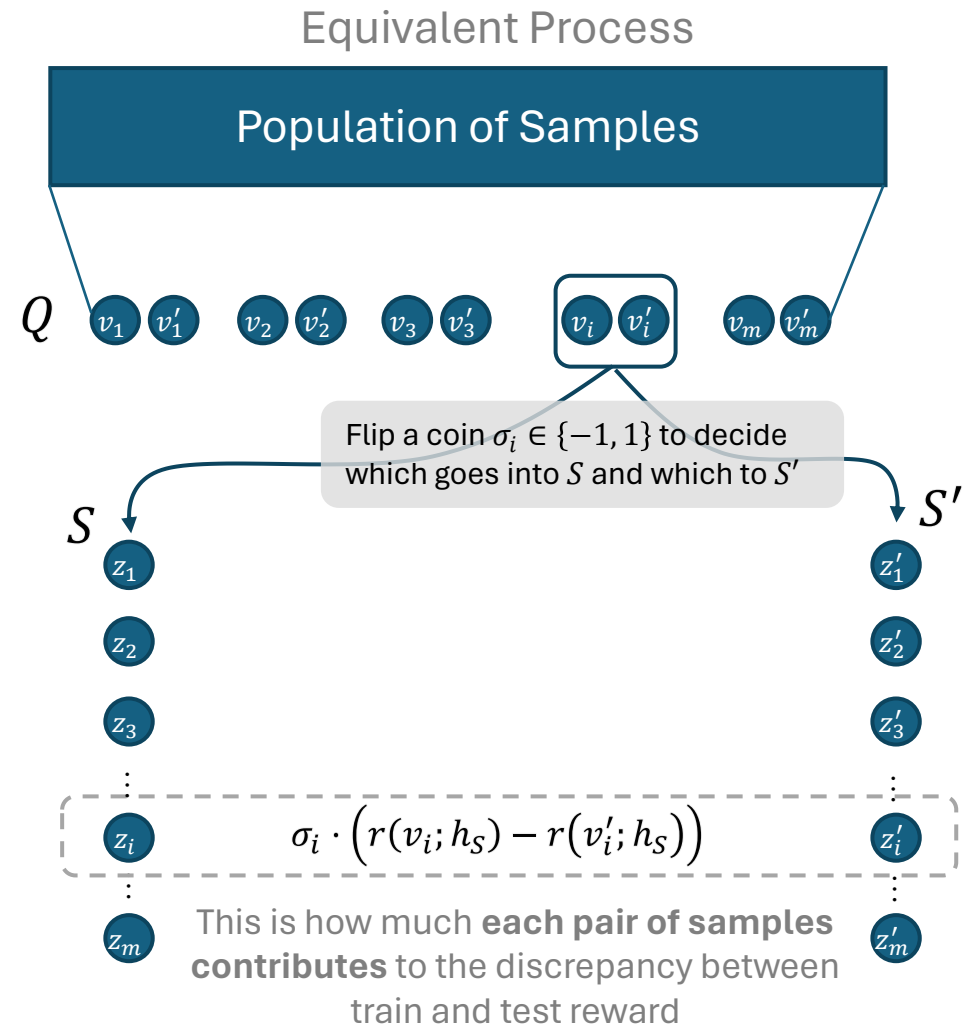 Equivalent Process
Population of Samples
Q v₁ v′₁ v₂ v′₂ v₃ v′₃ vᵢ v′ᵢ vₘ v′ₘ
Flip a coin σᵢ ∈ {−1, 1} to decide
which goes into S and which to S′
S S′
z₁ z′₁
z₂ z′₂
z₃ z′₃
⋮ ⋮
zᵢ σᵢ · (r(vᵢ; h_S) − r(v′ᵢ; h_S)) z′ᵢ
⋮ ⋮
zₘ z′ₘ
This is how much each pair of samples
contributes to the discrepancy between
train and test reward